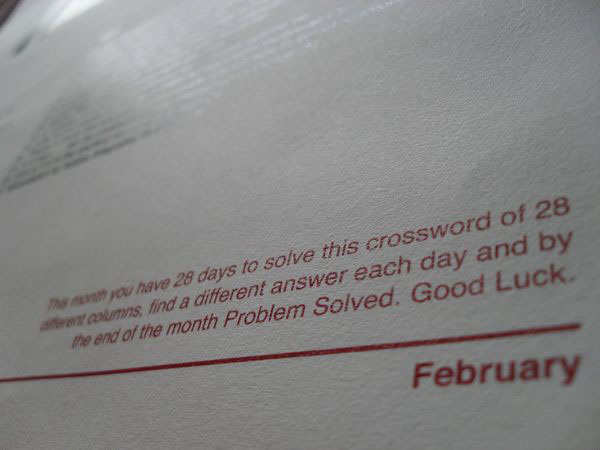 This month you have 28 days to solve this crossword of 28
different columns, find a different answer each day and by
the end of the month Problem Solved. Good Luck.
February